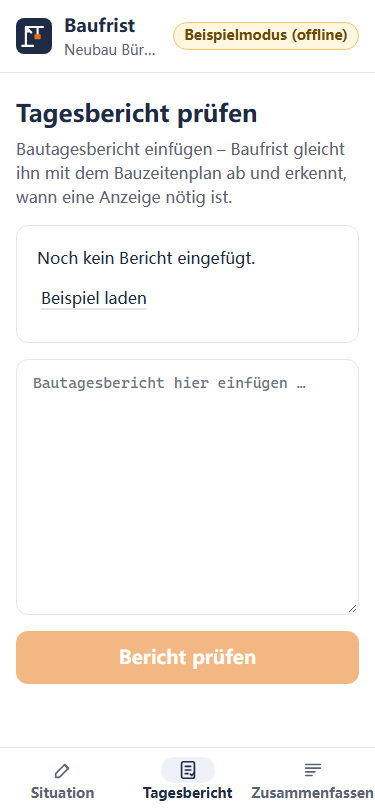 Baufrist
Neubau Bür…
Beispielmodus (offline)
Tagesbericht prüfen
Bautagesbericht einfügen – Baufrist gleicht
ihn mit dem Bauzeitenplan ab und erkennt,
wann eine Anzeige nötig ist.
Noch kein Bericht eingefügt.
Beispiel laden
Bautagesbericht hier einfügen …
Bericht prüfen
Situation
Tagesbericht
Zusammenfassen